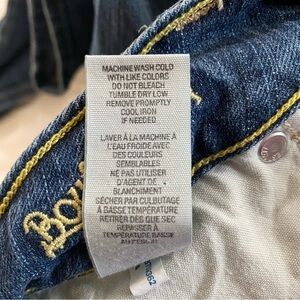 MACHINE WASH COLD
WITH LIKE COLORS
DO NOT BLEACH
TUMBLE DRY LOW
REMOVE PROMPTLY
COOL IRON
IF NEEDED
LAVER À LA MACHINE À
L'EAU FROIDE AVEC
DES COULEURS
SEMBLABLES
NE PAS UTILISER
D'AGENT DE
BLANCHIMENT
SÉCHER PAR CULBUTAGE
À BASSE TEMPÉRATURE
RETIRER DÈS QUE SEC
REPASSER À
TEMPÉRATURE BASSE
AU BESOIN